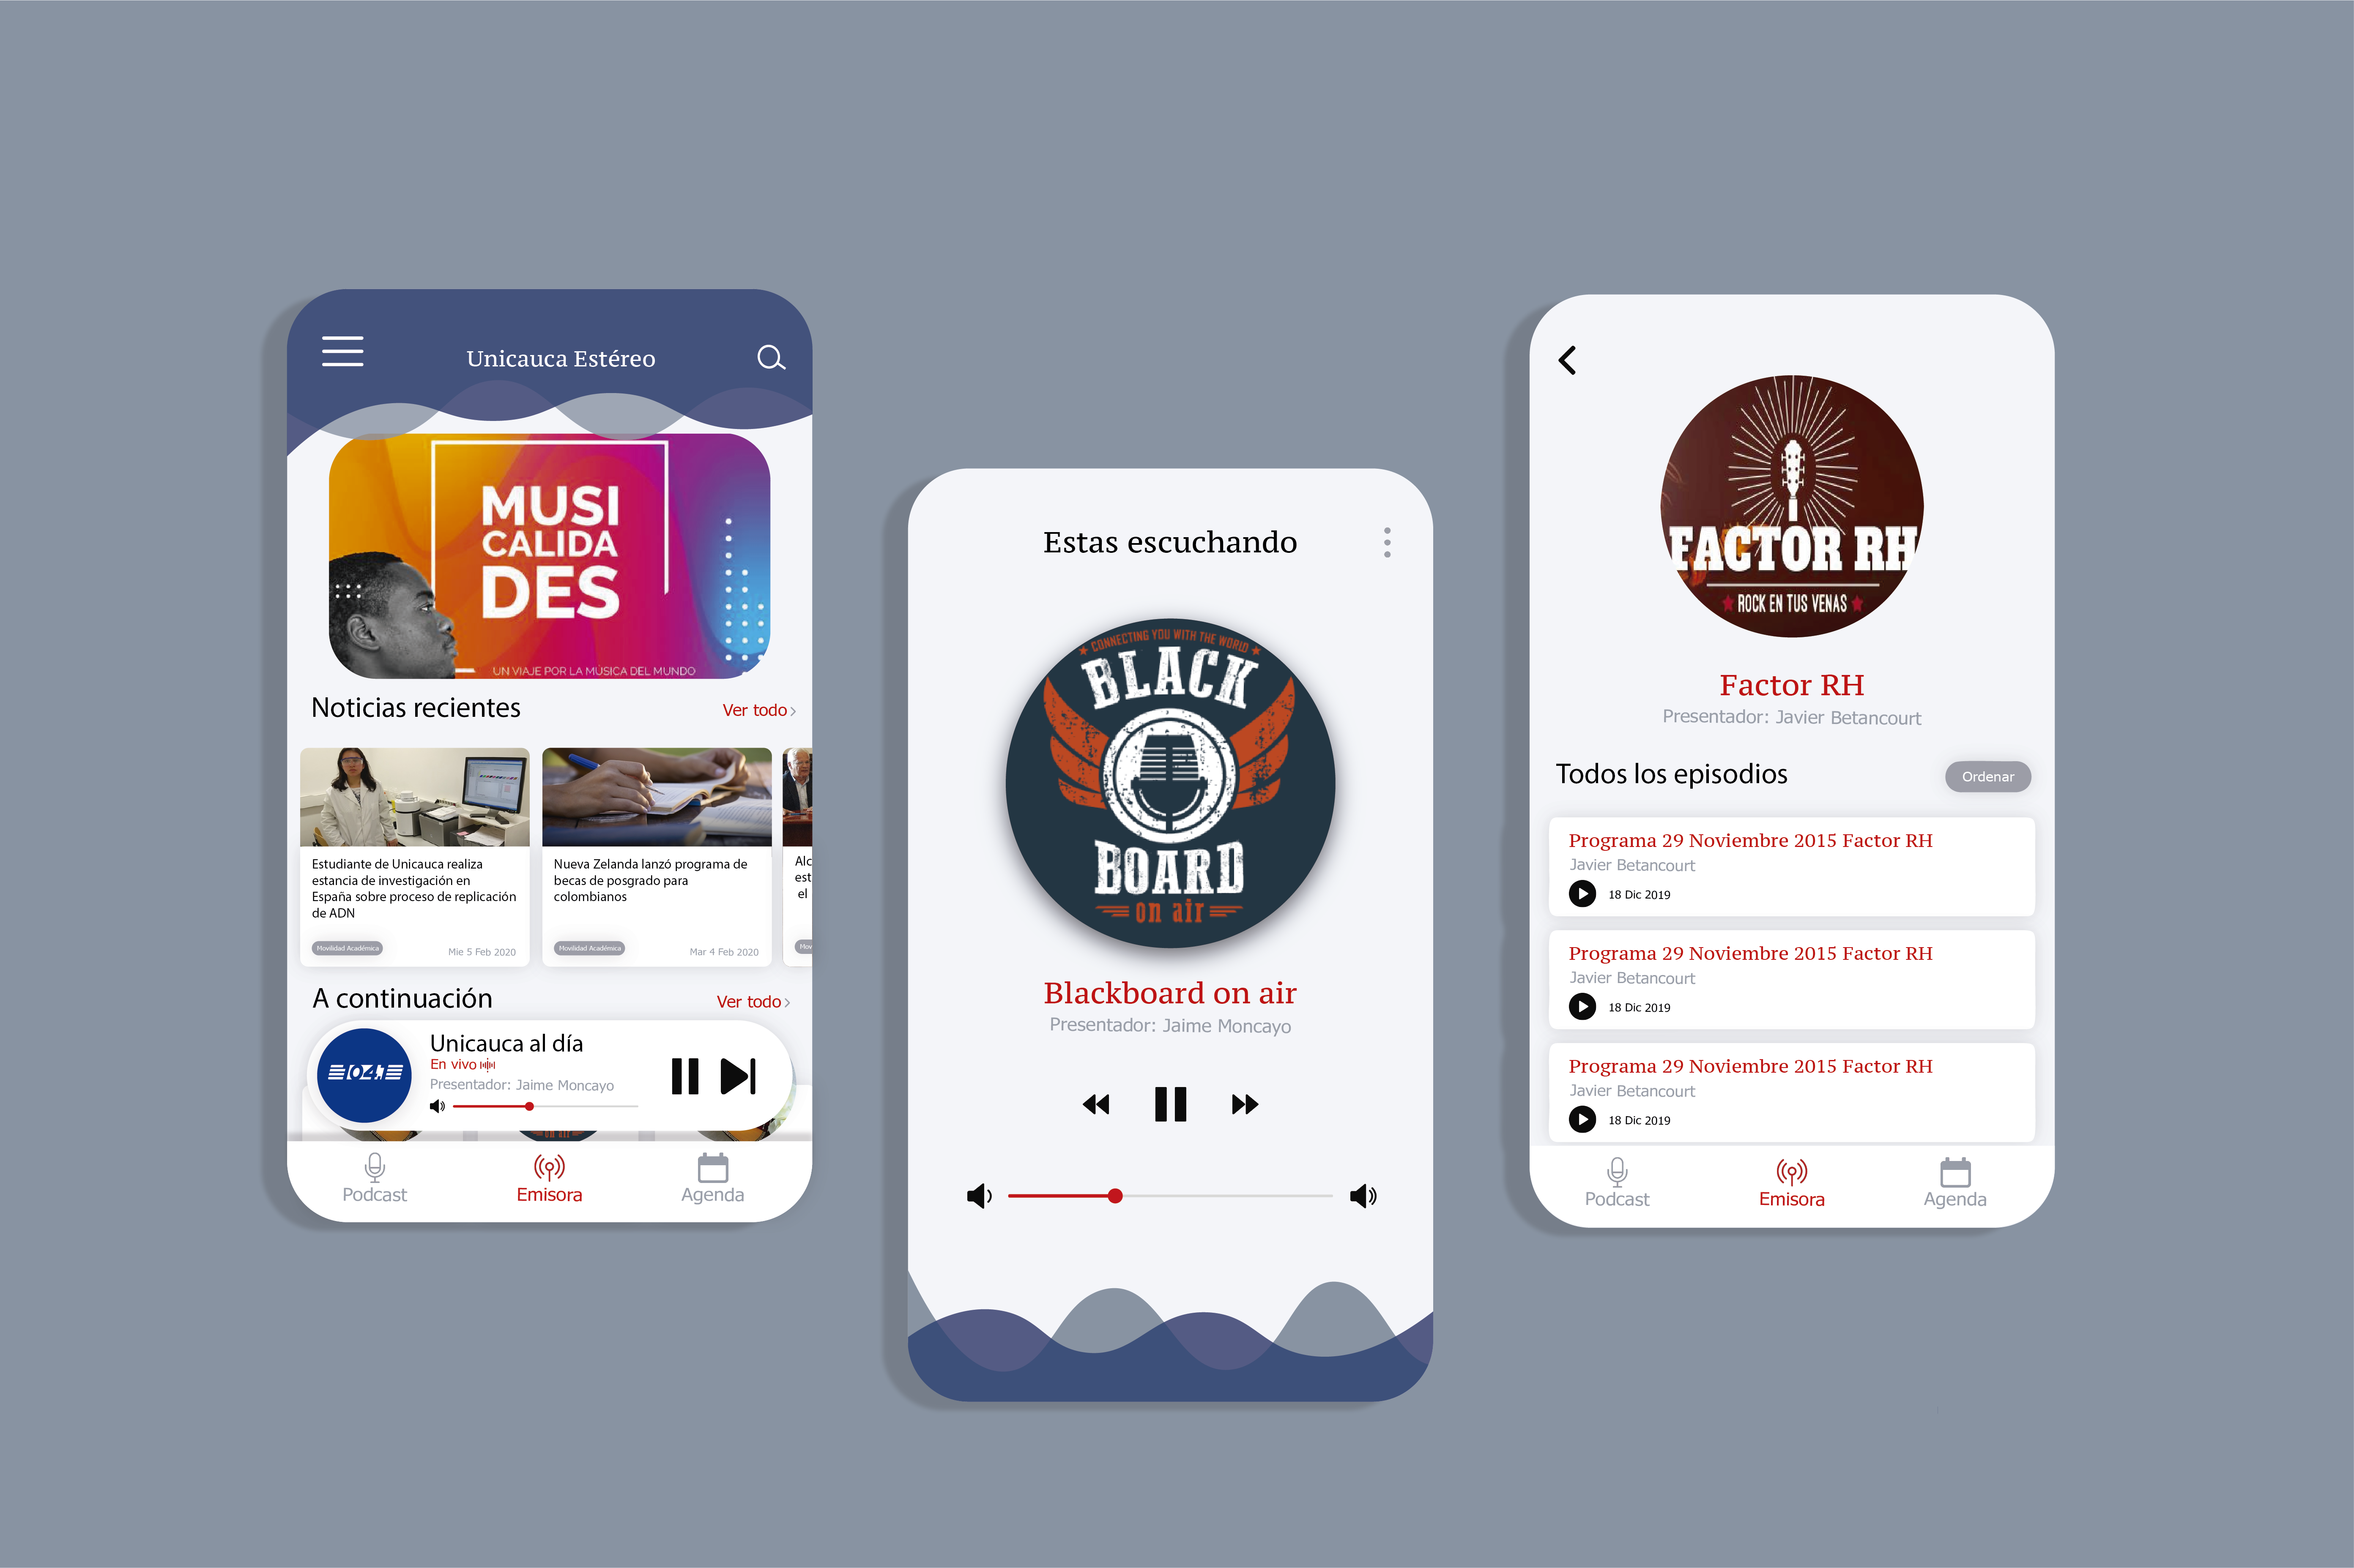 Unicauca Estéreo
MUSI
CALIDA
DES
UN VIAJE POR LA MÚSICA DEL MUNDO
Noticias recientes
Ver todo
Estudiante de Unicauca realiza
estancia de investigación en
España sobre proceso de replicación
de ADN
Movilidad Académica
Mie 5 Feb 2020
Nueva Zelanda lanzó programa de
becas de posgrado para
colombianos
Movilidad Académica
Mar 4 Feb 2020
Alc
est
el
Mov
A continuación
Ver todo
104.1
Unicauca al día
En vivo
Presentador: Jaime Moncayo
on air
Podcast
Emisora
Agenda
Estas escuchando
CONNECTING YOU WITH THE WORLD
BLACK
BOARD
on air
Blackboard on air
Presentador: Jaime Moncayo
FACTOR RH
ROCK EN TUS VENAS
Factor RH
Presentador: Javier Betancourt
Todos los episodios
Ordenar
Programa 29 Noviembre 2015 Factor RH
Javier Betancourt
18 Dic 2019
Programa 29 Noviembre 2015 Factor RH
Javier Betancourt
18 Dic 2019
Programa 29 Noviembre 2015 Factor RH
Javier Betancourt
18 Dic 2019
Podcast
Emisora
Agenda